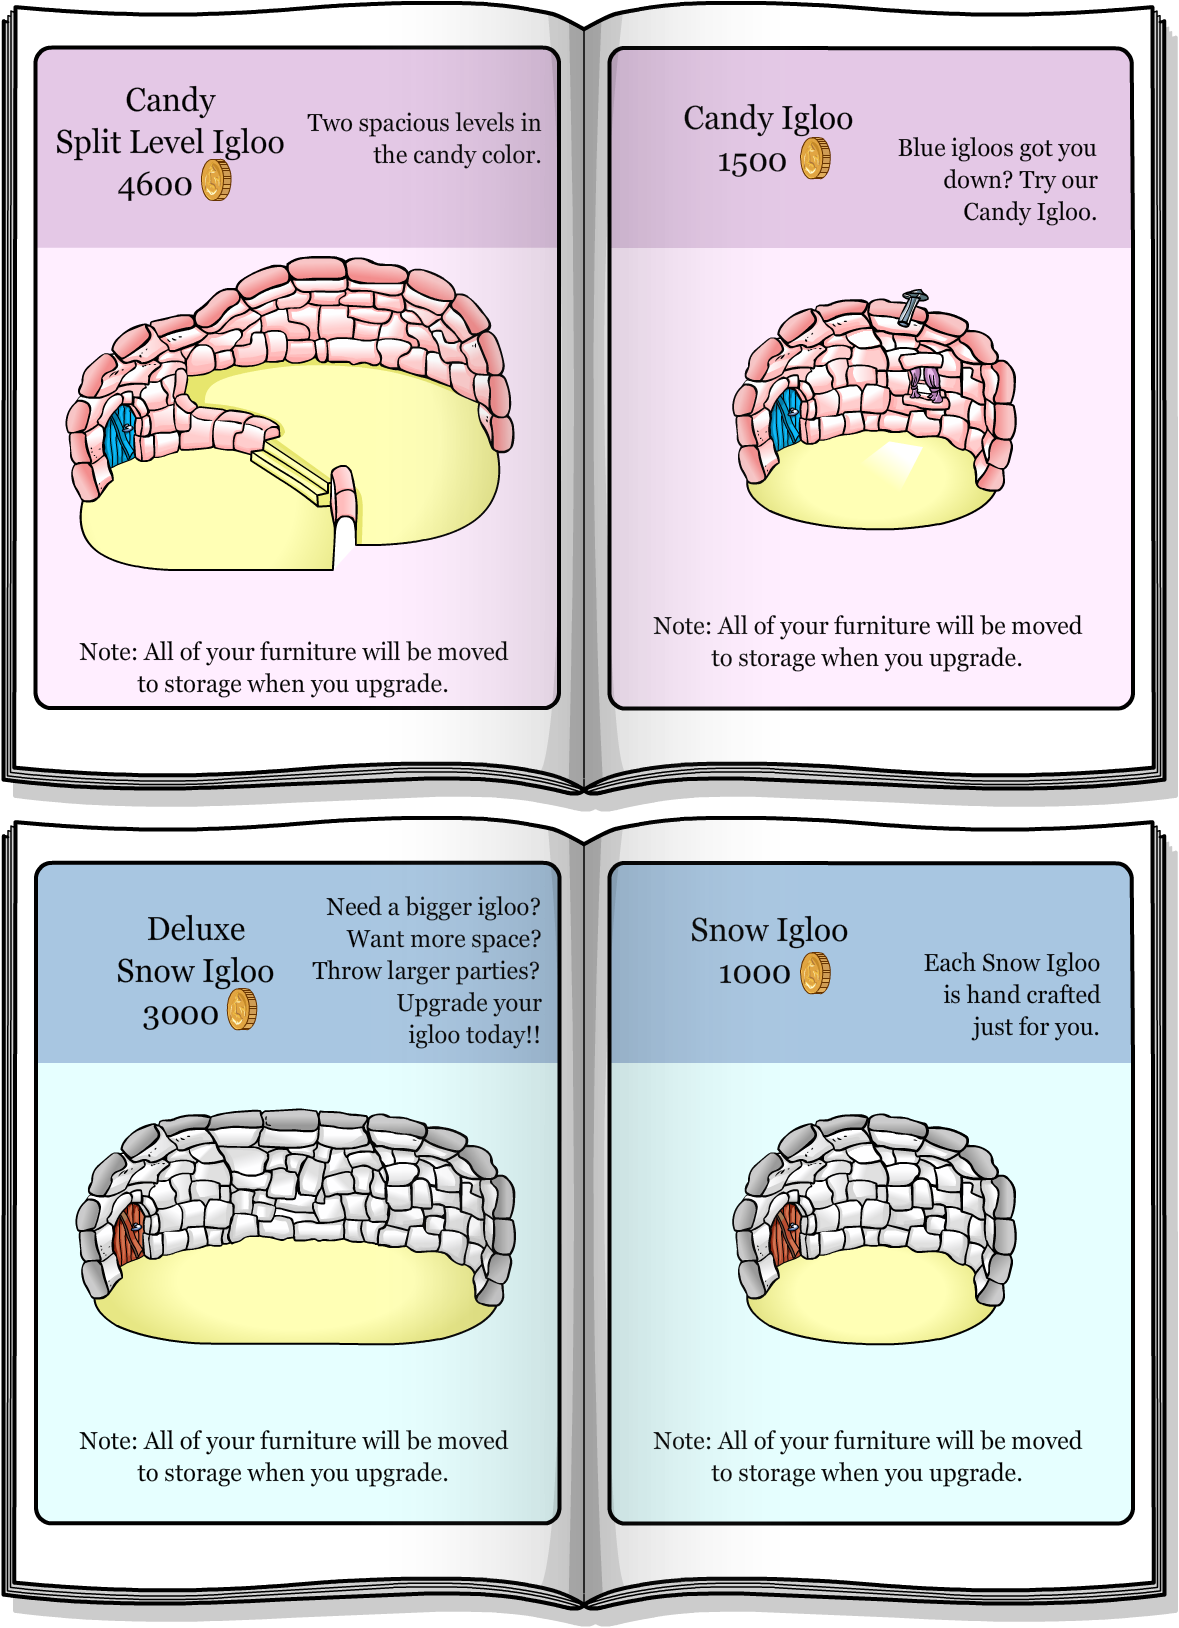 Candy
Split Level Igloo
4600
Two spacious levels in
the candy color.
Note: All of your furniture will be moved
to storage when you upgrade.
Candy Igloo
1500
Blue igloos got you
down? Try our
Candy Igloo.
Note: All of your furniture will be moved
to storage when you upgrade.
Deluxe
Snow Igloo
3000
Need a bigger igloo?
Want more space?
Throw larger parties?
Upgrade your
igloo today!!
Note: All of your furniture will be moved
to storage when you upgrade.
Snow Igloo
1000
Each Snow Igloo
is hand crafted
just for you.
Note: All of your furniture will be moved
to storage when you upgrade.